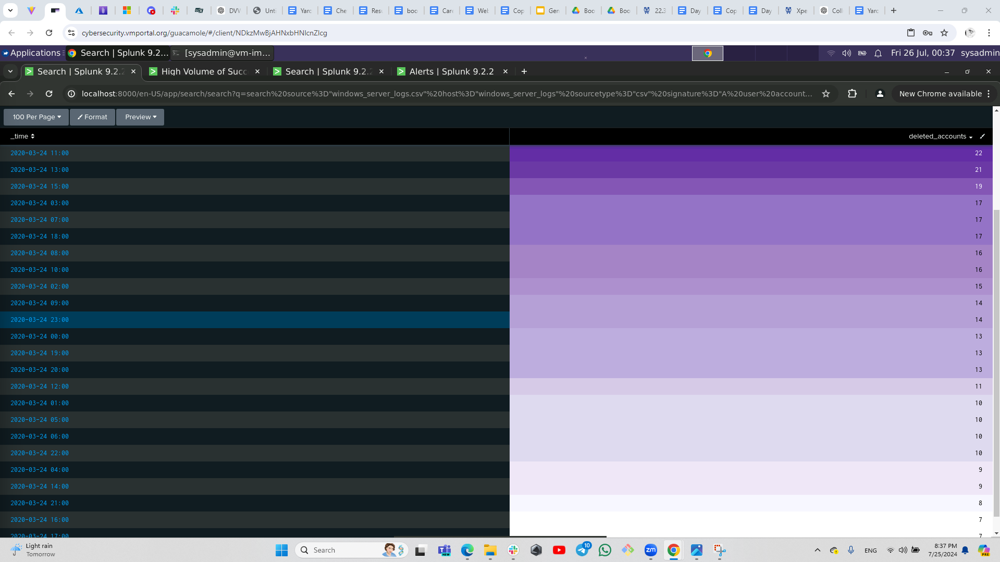 DVW
Unti
Yarc
Che
Resu
boo
Care
Web
Cop
Gen
Boo
Boo
22.3
Day
Cop
Day
Xpe
Coll
Yarc
cybersecurity.vmportal.org/guacamole/#/client/NDkzMwBjAHNxbHNlcnZlcg
Applications
Search | Splunk 9.2...
[sysadmin@vm-im...
Fri 26 Jul, 00:37
sysadmin
Search | Splunk 9.2.2
High Volume of Succ
Search | Splunk 9.2.2
Alerts | Splunk 9.2.2
localhost:8000/en-US/app/search/search?q=search%20source%3D"windows_server_logs.csv"%20host%3D"windows_server_logs"%20sourcetype%3D"csv"%20signature%3D"A%20user%20account...
New Chrome available
100 Per Page
Format
Preview
_time deleted_accounts
2020-03-24 11:00 22
2020-03-24 13:00 21
2020-03-24 15:00 19
2020-03-24 03:00 17
2020-03-24 07:00 17
2020-03-24 18:00 17
2020-03-24 08:00 16
2020-03-24 10:00 16
2020-03-24 02:00 15
2020-03-24 09:00 14
2020-03-24 23:00 14
2020-03-24 00:00 13
2020-03-24 19:00 13
2020-03-24 20:00 13
2020-03-24 12:00 11
2020-03-24 01:00 10
2020-03-24 05:00 10
2020-03-24 06:00 10
2020-03-24 22:00 10
2020-03-24 04:00 9
2020-03-24 14:00 9
2020-03-24 21:00 8
2020-03-24 16:00 7
2020-03-24 17:00 7
Light rain
Tomorrow
Search
NEW
10
zm
ENG
8:37 PM
7/25/2024
PRE